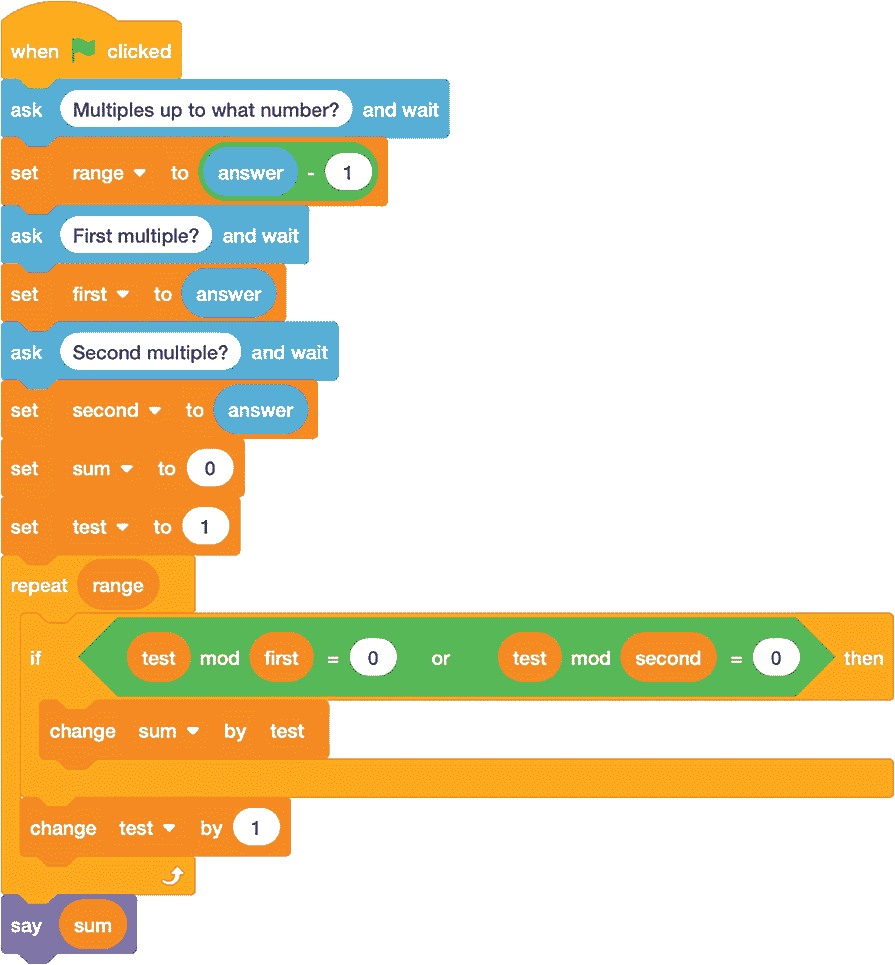 when clicked
ask Multiples up to what number? and wait
set range to answer - 1
ask First multiple? and wait
set first to answer
ask Second multiple? and wait
set second to answer
set sum to 0
set test to 1
repeat range
if test mod first = 0 or test mod second = 0 then
change sum by test
change test by 1
say sum